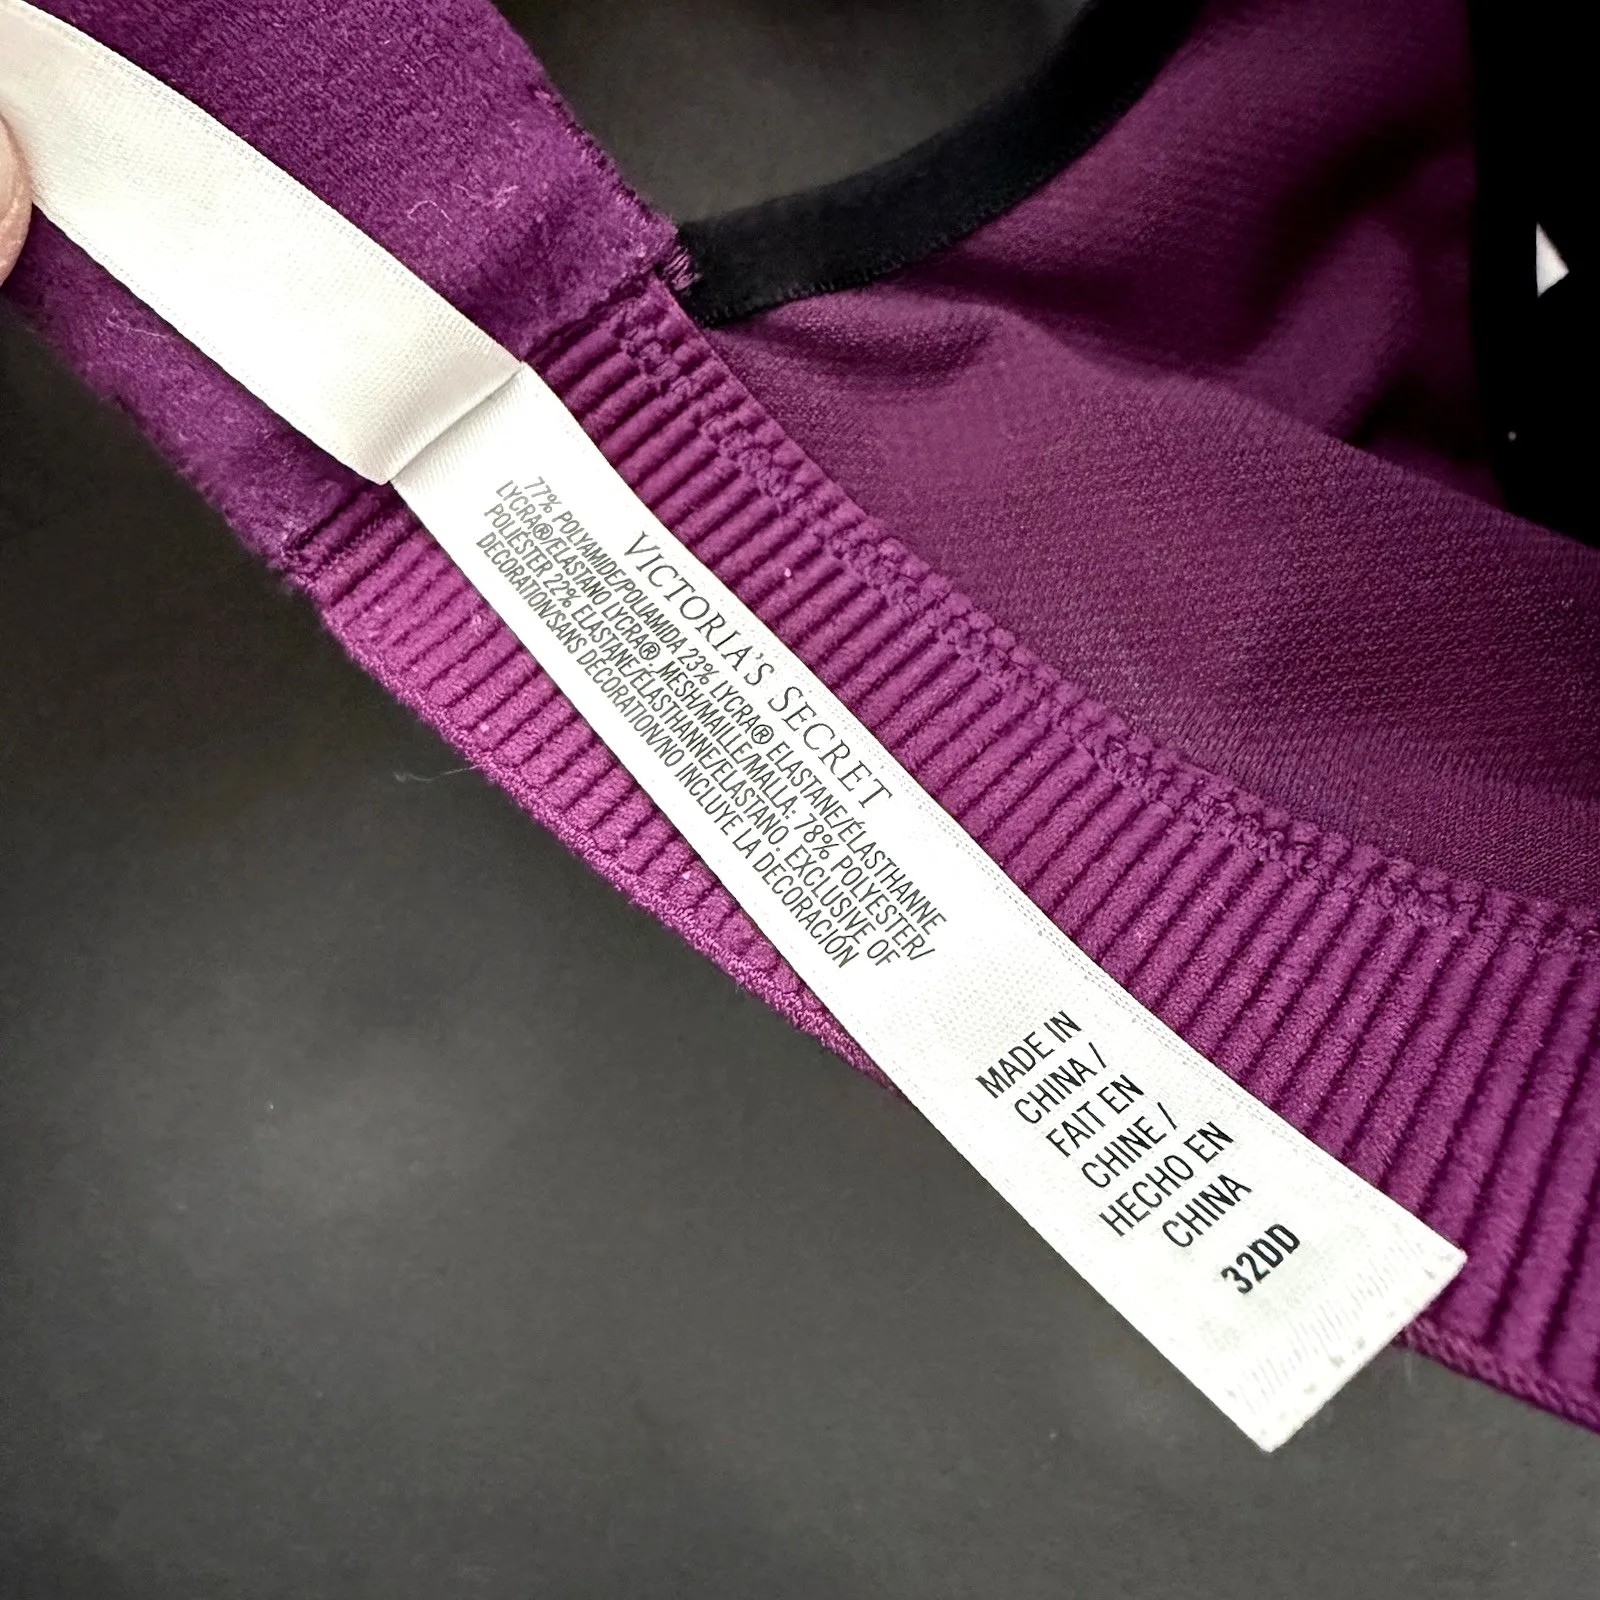 VICTORIA'S SECRET
77% POLYAMIDE/POLIAMIDA 23% LYCRA® ELASTANE/ÉLASTHANNE
LYCRA®/ELASTANO LYCRA®. MESH/MAILLE/MALLA: 78% POLYESTER/
POLIÉSTER 22% ELASTANE/ÉLASTHANNE/ELASTANO. EXCLUSIVE OF
DECORATION/SANS DÉCORATION/NO INCLUYE LA DECORACIÓN
MADE IN
CHINA /
FAIT EN
CHINE /
HECHO EN
CHINA
32DD